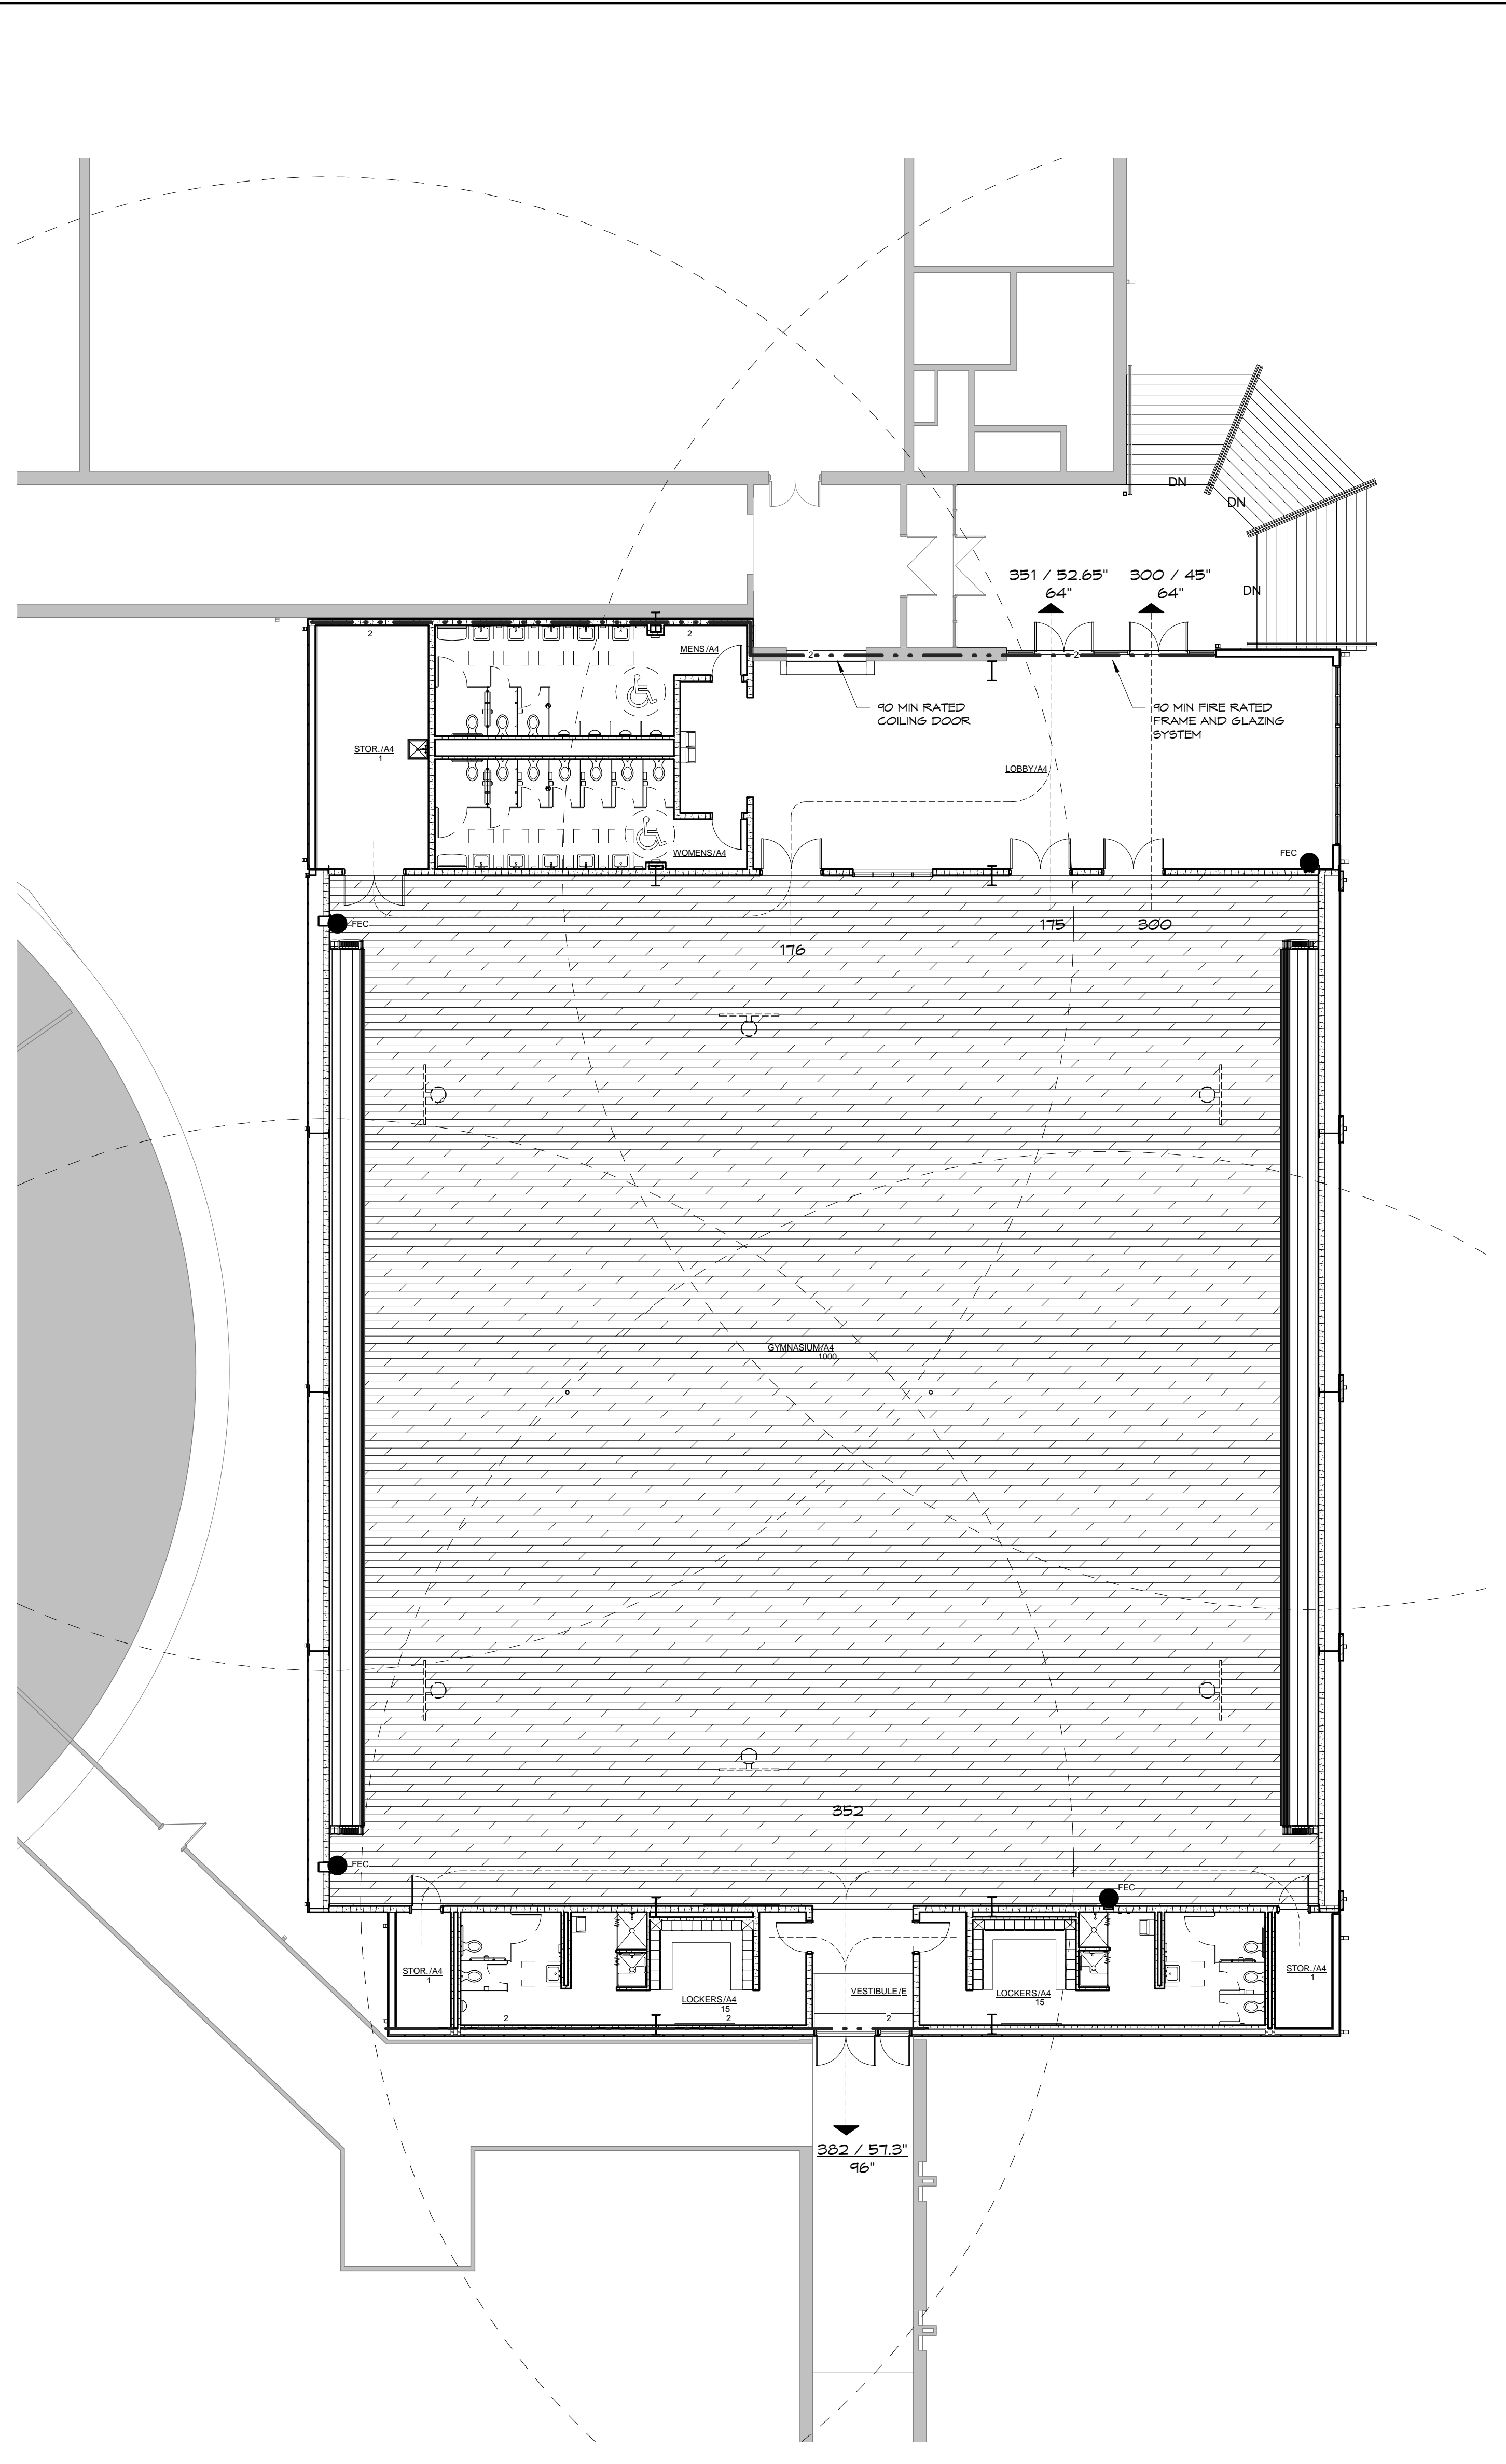 DN
DN
DN
351 / 52.65"
64"
300 / 45"
64"
2
2
MENS/A4
2
2
90 MIN RATED
COILING DOOR
90 MIN FIRE RATED
FRAME AND GLAZING
SYSTEM
STOR./A4
1
LOBBY/A4
WOMENS/A4
FEC
FEC
176
175
300
GYMNASIUM/A4
1000
352
FEC
FEC
STOR./A4
1
LOCKERS/A4
15
VESTIBULE/E
LOCKERS/A4
15
STOR./A4
1
2
2
2
382 / 57.3"
96"